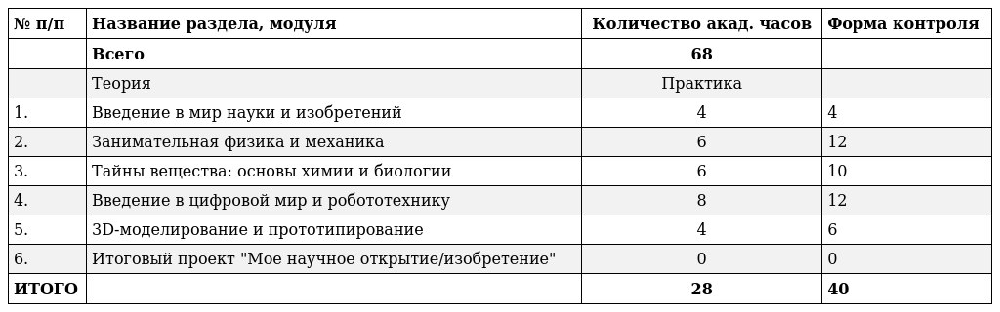 № п/п Название раздела, модуля Количество акад. часов Форма контроля
Всего 68
Теория Практика
1. Введение в мир науки и изобретений 4 4
2. Занимательная физика и механика 6 12
3. Тайны вещества: основы химии и биологии 6 10
4. Введение в цифровой мир и робототехнику 8 12
5. 3D-моделирование и прототипирование 4 6
6. Итоговый проект "Мое научное открытие/изобретение" 0 0
ИТОГО 28 40